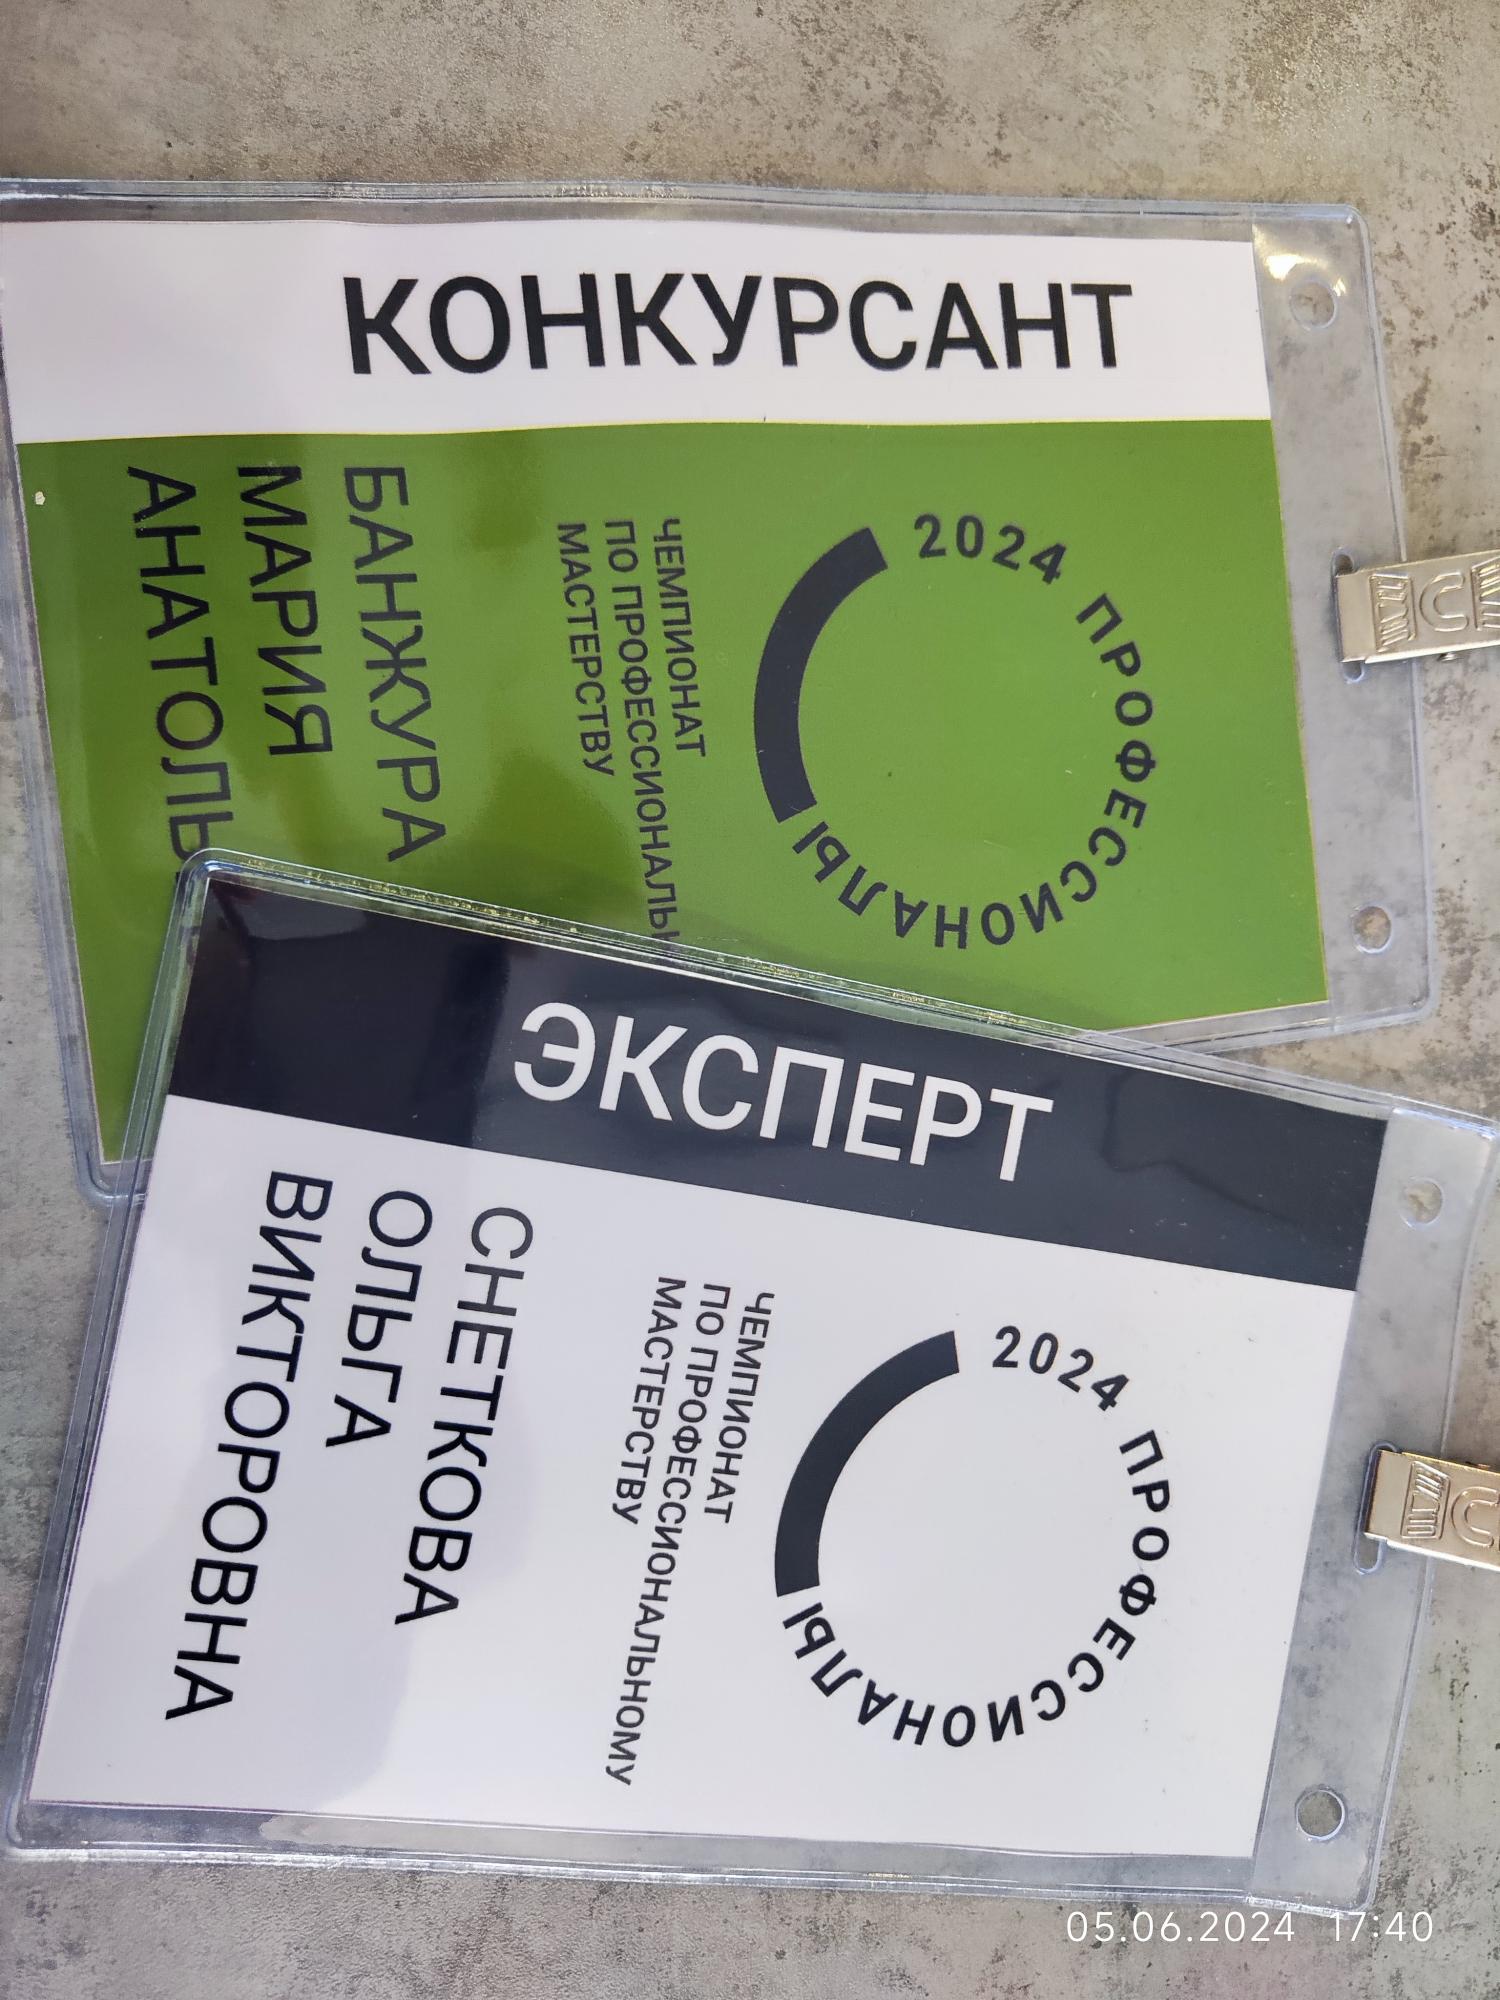 КОНКУРСАНТ
2024 ПРОФЕССИОНАЛЫ
ЧЕМПИОНАТ
ПО ПРОФЕССИОНАЛЬН
МАСТЕРСТВУ
БАНЖУРА
МАРИЯ
АНАТОЛЬ
ЭКСПЕРТ
2024 ПРОФЕССИОНАЛЫ
ЧЕМПИОНАТ
ПО ПРОФЕССИОНАЛЬНОМУ
МАСТЕРСТВУ
СНЕТКОВА
ОЛЬГА
ВИКТОРОВНА
05.06.2024 17:40